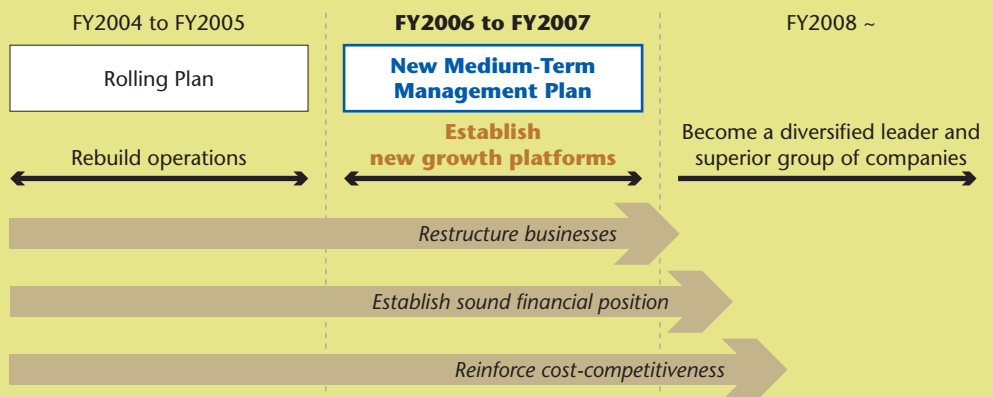 FY2004 to FY2005
FY2006 to FY2007
FY2008 ~
Rolling Plan
New Medium-Term
Management Plan
Rebuild operations
Establish
new growth platforms
Become a diversified leader and
superior group of companies
Restructure businesses
Establish sound financial position
Reinforce cost-competitiveness